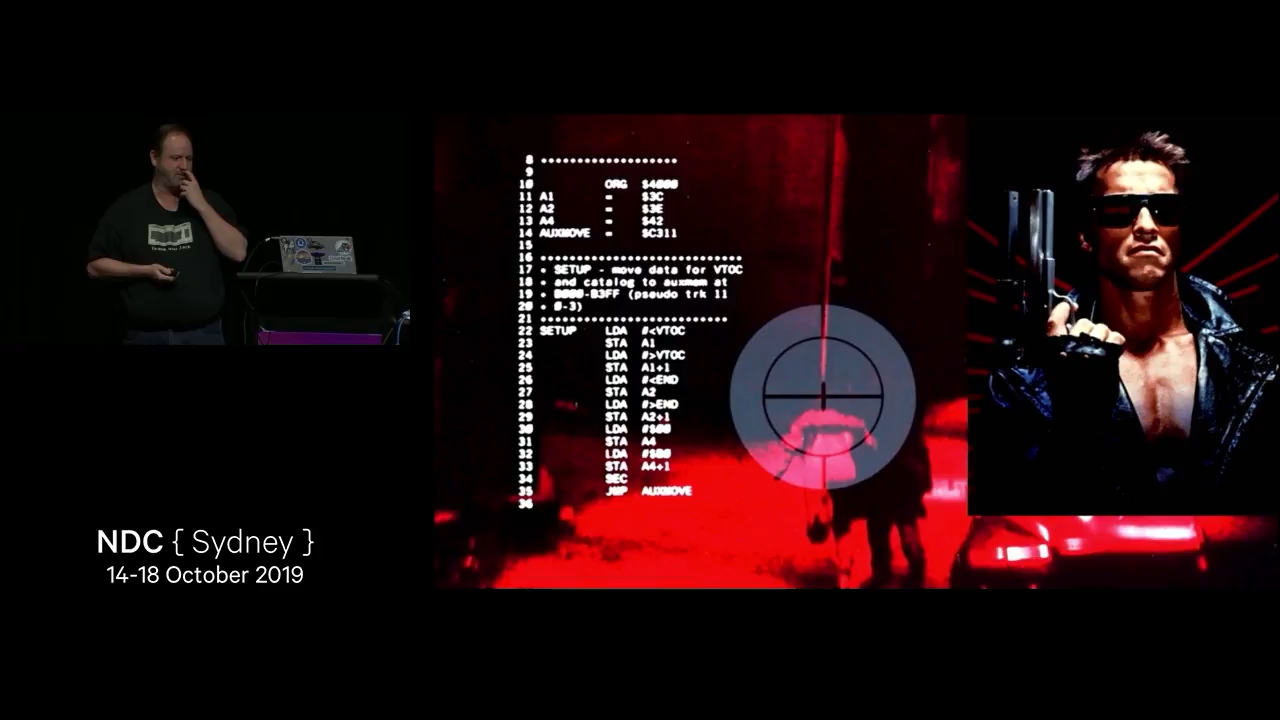 8 ***********************
9
10 ORG $4000
11 A1 = $3C
12 A2 = $3E
13 A4 = $42
14 AUXMOVE = $C311
15
16 **********************************
17 * SETUP - move data for VTOC
18 * and catalog to auxmem at
19 * B000-B3FF (pseudo trk 11
20 * 0-3)
21 ********************************
22 SETUP LDA #<VTOC
23 STA A1
24 LDA #>VTOC
25 STA A1+1
26 LDA #<END
27 STA A2
28 LDA #>END
29 STA A2+1
30 LDA #$00
31 STA A4
32 LDA #$B0
33 STA A4+1
34 SEC
35 JMP AUXMOVE
36
NDC { Sydney }
14-18 October 2019